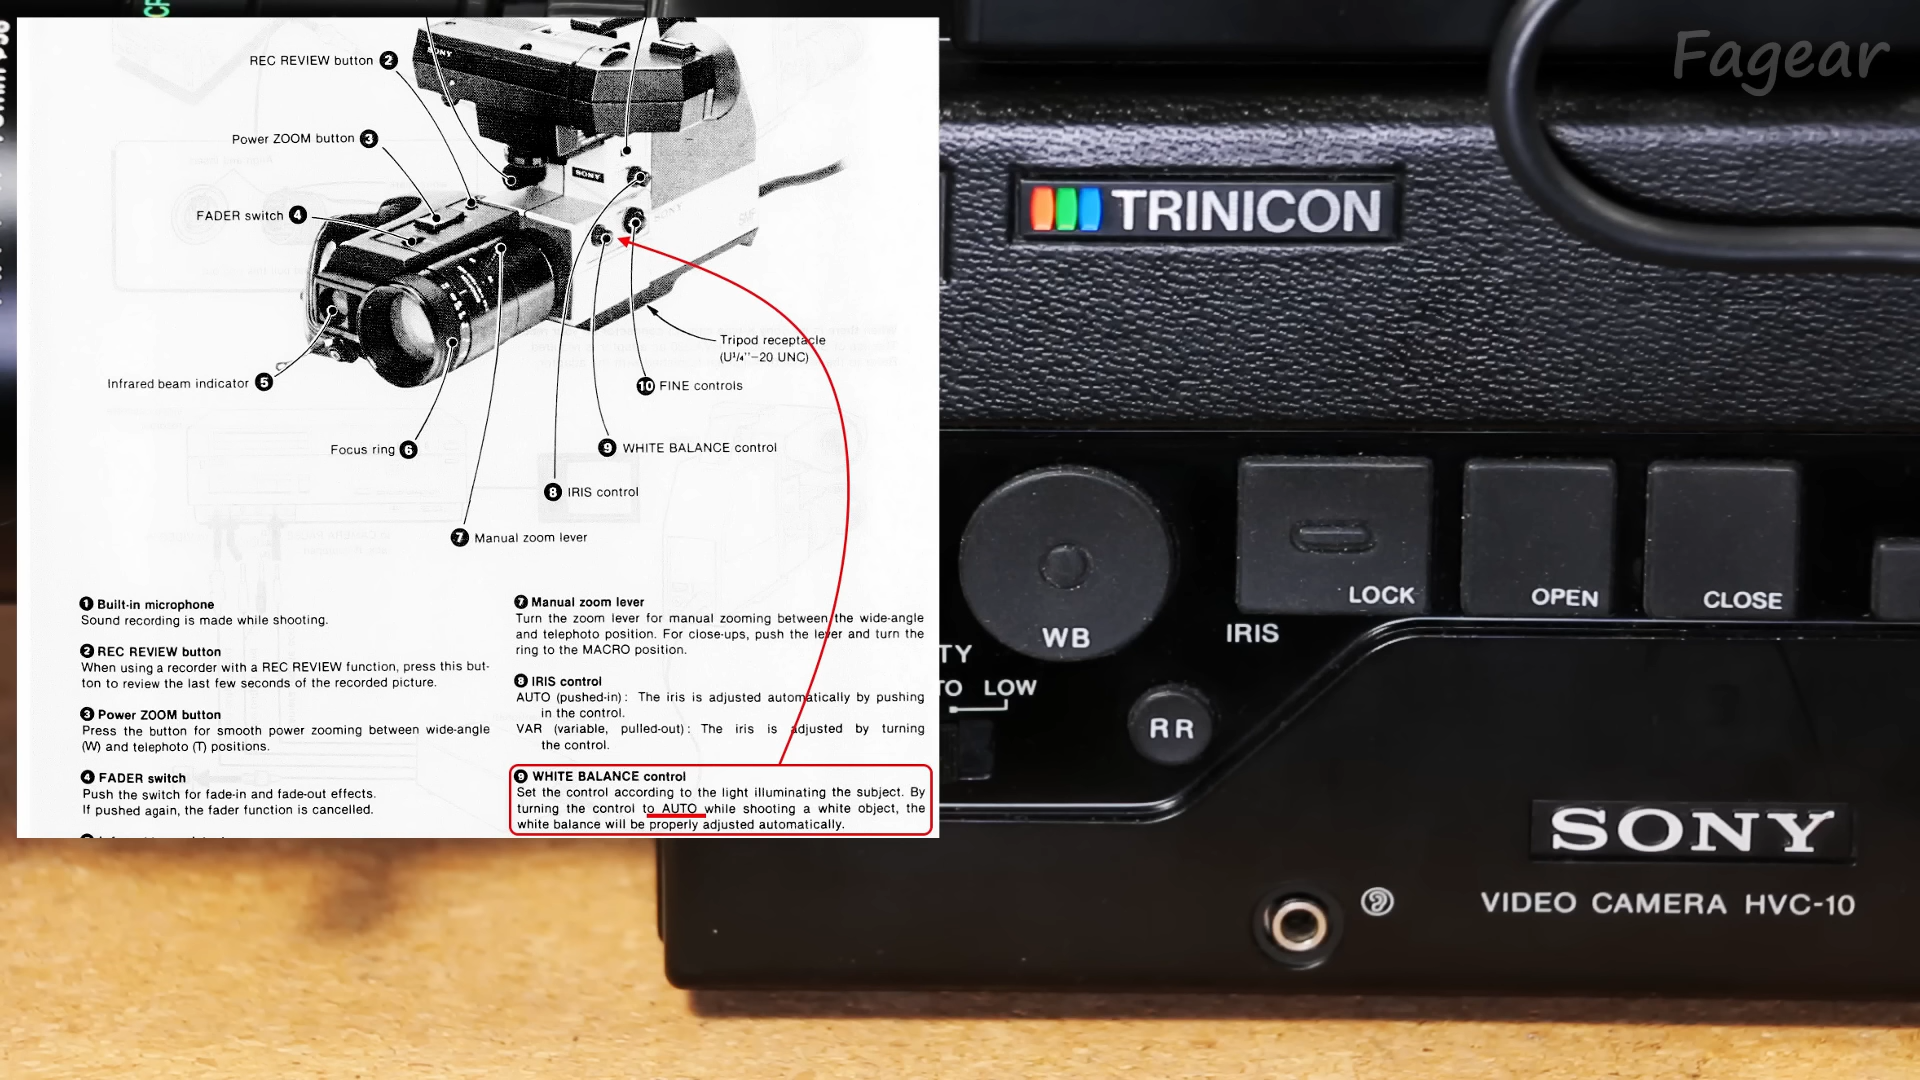 REC REVIEW button 2
Power ZOOM button 3
FADER switch 4
Infrared beam indicator 5
Focus ring 6
7 Manual zoom lever
8 IRIS control
9 WHITE BALANCE control
10 FINE controls
Tripod receptacle
(U1/4''–20 UNC)
SONY
SONY
1 Built-in microphone
Sound recording is made while shooting.
2 REC REVIEW button
When using a recorder with a REC REVIEW function, press this but-
ton to review the last few seconds of the recorded picture.
3 Power ZOOM button
Press the button for smooth power zooming between wide-angle
(W) and telephoto (T) positions.
4 FADER switch
Push the switch for fade-in and fade-out effects.
If pushed again, the fader function is cancelled.
7 Manual zoom lever
Turn the zoom lever for manual zooming between the wide-angle
and telephoto position. For close-ups, push the lever and turn the
ring to the MACRO position.
8 IRIS control
AUTO (pushed-in): The iris is adjusted automatically by pushing
in the control.
VAR (variable, pulled-out): The iris is adjusted by turning
the control.
9 WHITE BALANCE control
Set the control according to the light illuminating the subject. By
turning the control to AUTO while shooting a white object, the
white balance will be properly adjusted automatically.
Fagear
TRINICON
WB
LOCK
OPEN
CLOSE
IRIS
TY
TO LOW
RR
SONY
VIDEO CAMERA HVC-10